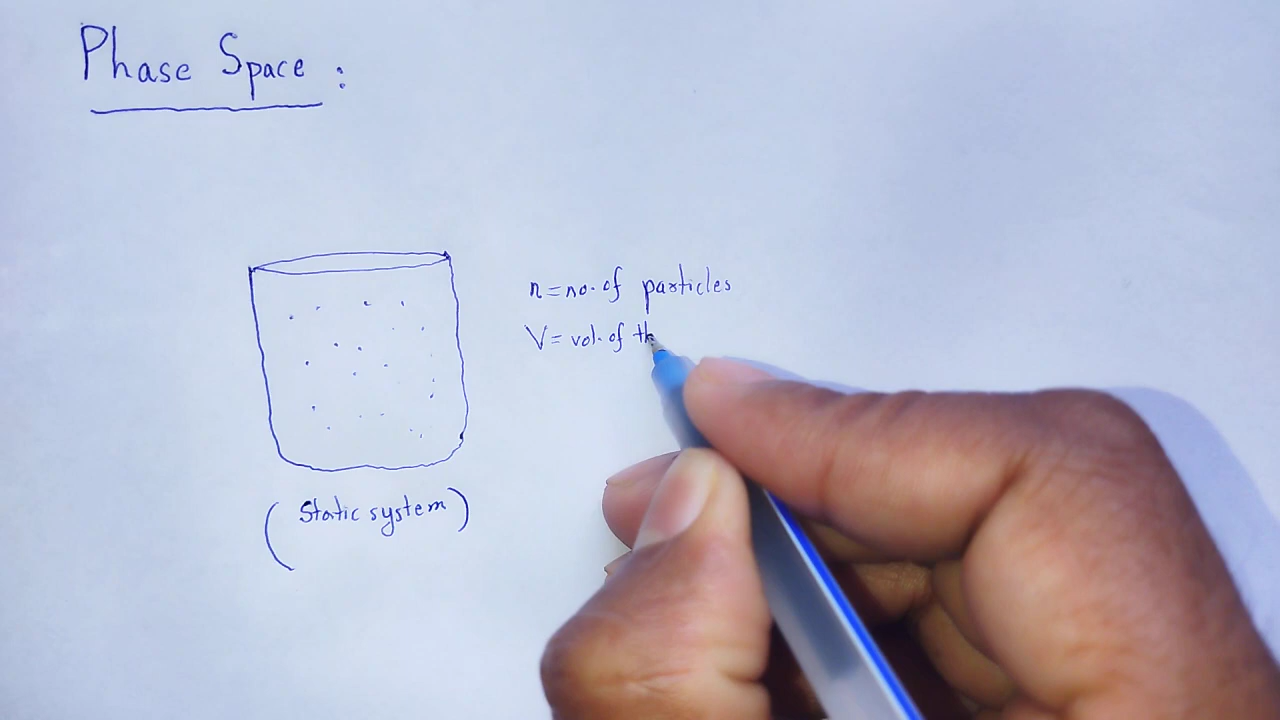 Phase Space :
n = no. of particles
V = vol. of th
(Static system)